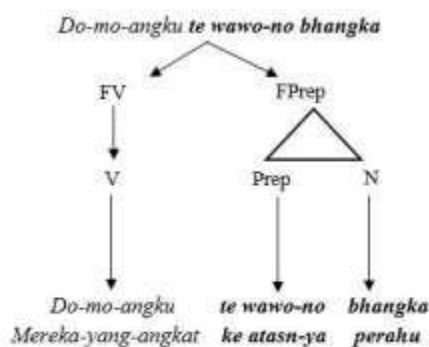 Do-mo-angku te wawo-no bhangka
FV FPrep
V Prep N
Do-mo-angku te wawo-no bhangka
Mereka-yang-angkat ke atasn-ya perahu